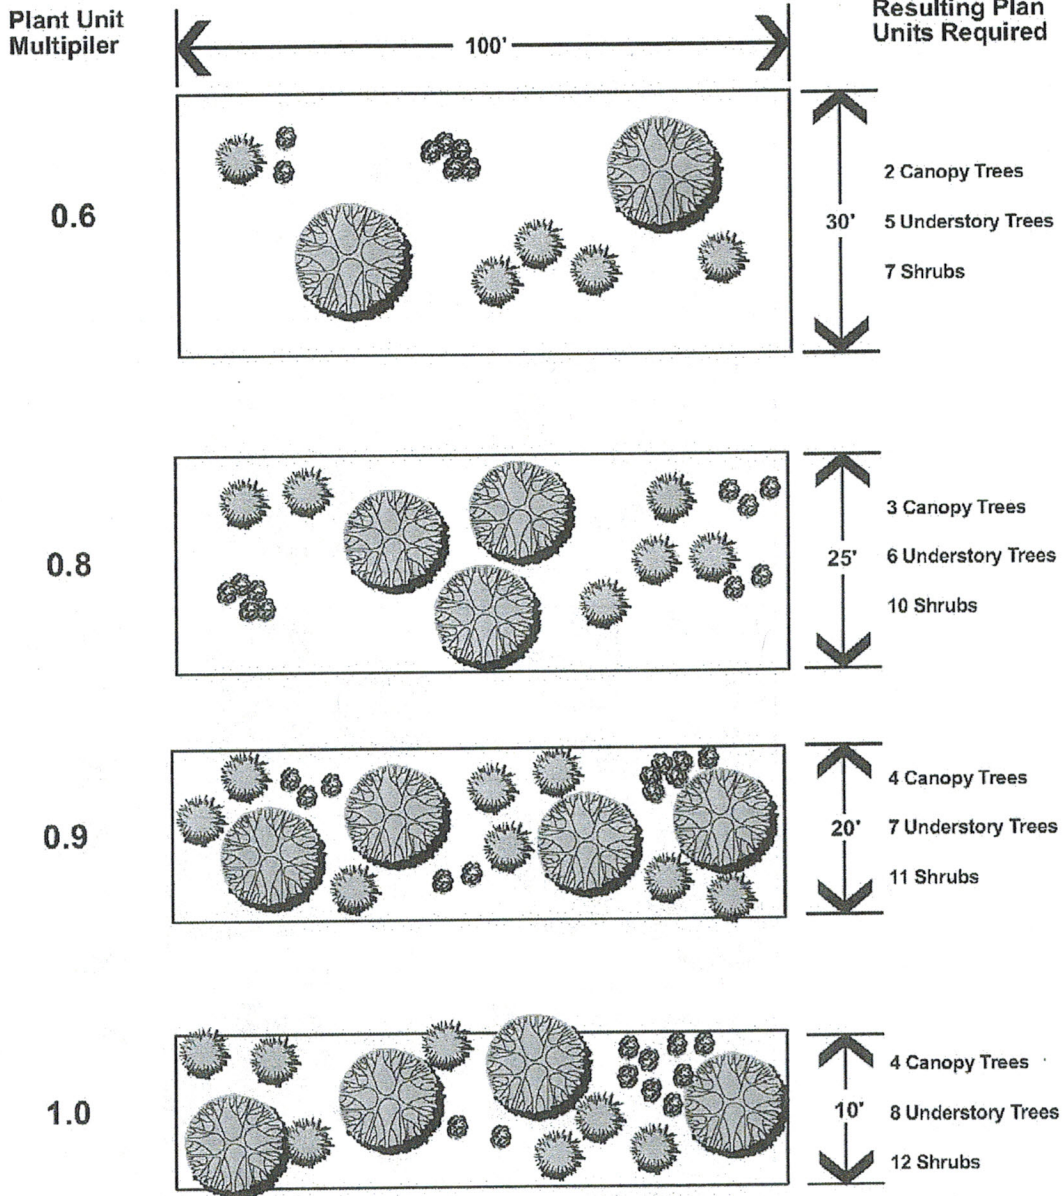 Plant Unit
Multipiler
100'
Resulting Plan
Units Required
0.6
30'
2 Canopy Trees
5 Understory Trees
7 Shrubs
0.8
25'
3 Canopy Trees
6 Understory Trees
10 Shrubs
0.9
20'
4 Canopy Trees
7 Understory Trees
11 Shrubs
1.0
10'
4 Canopy Trees
8 Understory Trees
12 Shrubs